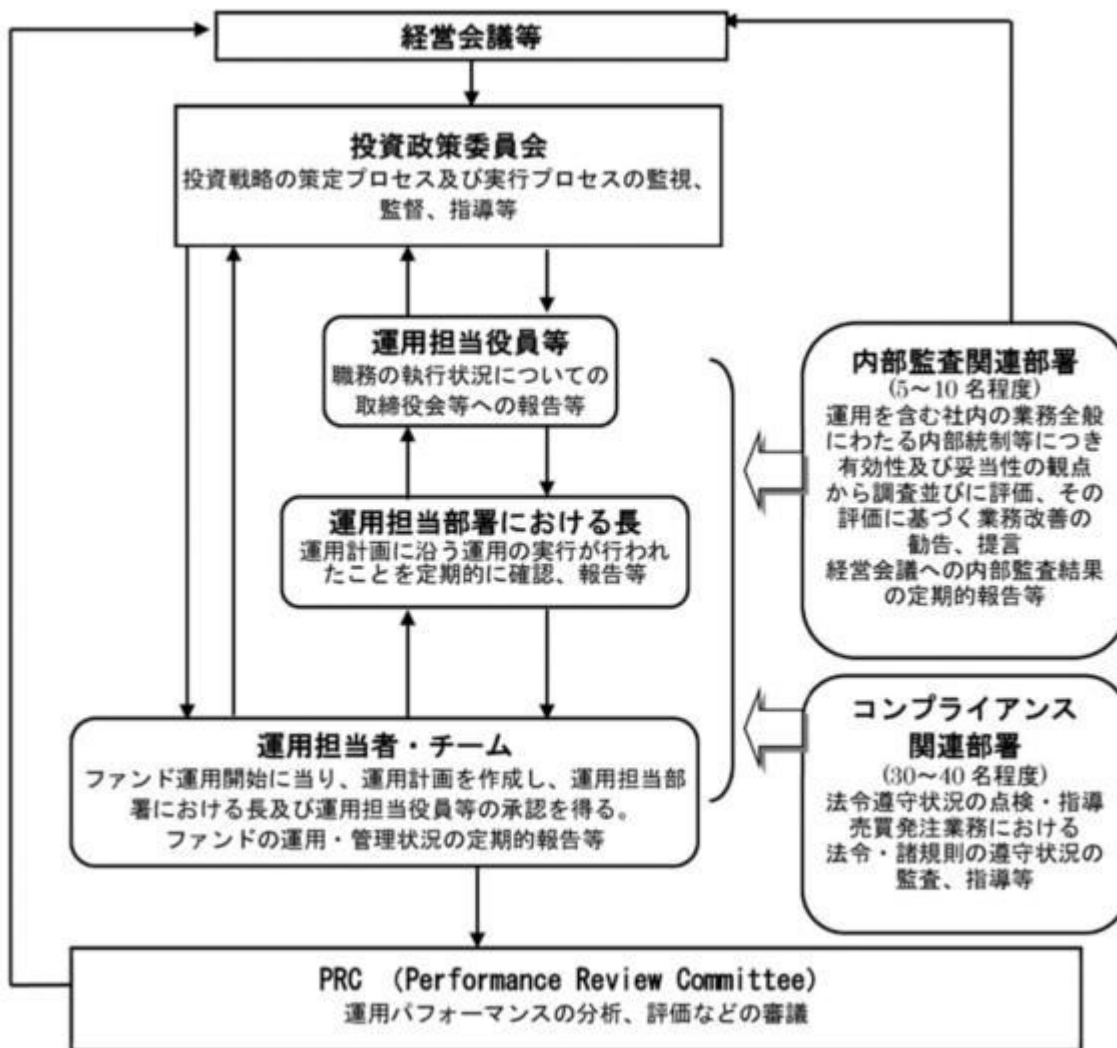 経営会議等
投資政策委員会
投資戦略の策定プロセス及び実行プロセスの監視、
監督、指導等
運用担当役員等
職務の執行状況についての
取締役会等への報告等
運用担当部署における長
運用計画に沿う運用の実行が行われ
たことを定期的に確認、報告等
運用担当者・チーム
ファンド運用開始に当り、運用計画を作成し、運用担当部
署における長及び運用担当役員等の承認を得る。
ファンドの運用・管理状況の定期的報告等
内部監査関連部署
(5～10 名程度)
運用を含む社内の業務全般
にわたる内部統制等につき
有効性及び妥当性の観点
から調査並びに評価、その
評価に基づく業務改善の
勧告、提言
経営会議への内部監査結果
の定期的報告等
コンプライアンス
関連部署
(30～40 名程度)
法令遵守状況の点検・指導
売買発注業務における
法令・諸規則の遵守状況の
監査、指導等
PRC （Performance Review Committee）
運用パフォーマンスの分析、評価などの審議